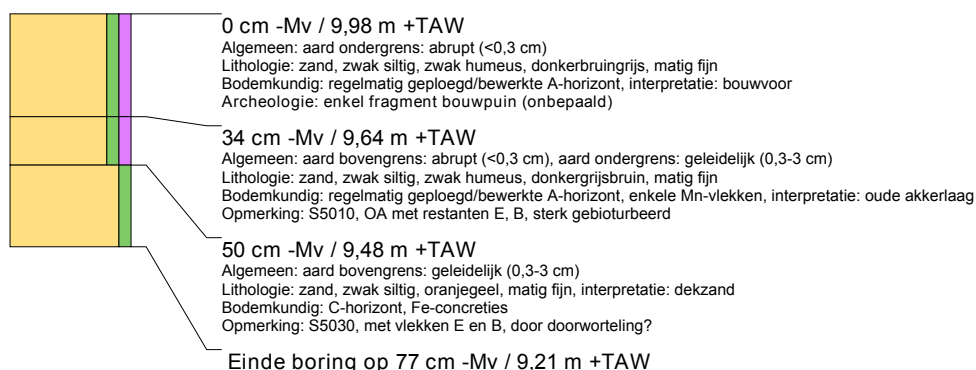 0 cm -Mv / 9,98 m +TAW
Algemeen: aard ondergrens: abrupt (<0,3 cm)
Lithologie: zand, zwak siltig, zwak humeus, donkerbruingrijs, matig fijn
Bodemkundig: regelmatig geploegd/bewerkte A-horizont, interpretatie: bouwvoor
Archeologie: enkel fragment bouwpuin (onbepaald)
34 cm -Mv / 9,64 m +TAW
Algemeen: aard bovengrens: abrupt (<0,3 cm), aard ondergrens: geleidelijk (0,3-3 cm)
Lithologie: zand, zwak siltig, zwak humeus, donkergrijsbruin, matig fijn
Bodemkundig: regelmatig geploegd/bewerkte A-horizont, enkele Mn-vlekken, interpretatie: oude akkerlaag
Opmerking: S5010, OA met restanten E, B, sterk gebioturbeerd
50 cm -Mv / 9,48 m +TAW
Algemeen: aard bovengrens: geleidelijk (0,3-3 cm)
Lithologie: zand, zwak siltig, oranjegeel, matig fijn, interpretatie: dekzand
Bodemkundig: C-horizont, Fe-concreties
Opmerking: S5030, met vlekken E en B, door doorworteling?
Einde boring op 77 cm -Mv / 9,21 m +TAW